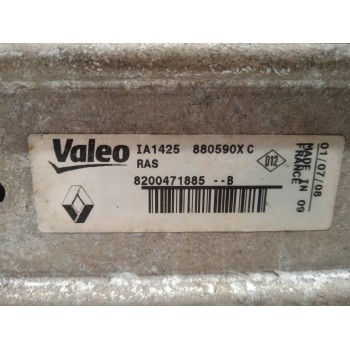 Valeo
IA1425 880590X C
RAS
D12
8200471885 --B
01/07/08
MADE IN 09
FRANCE